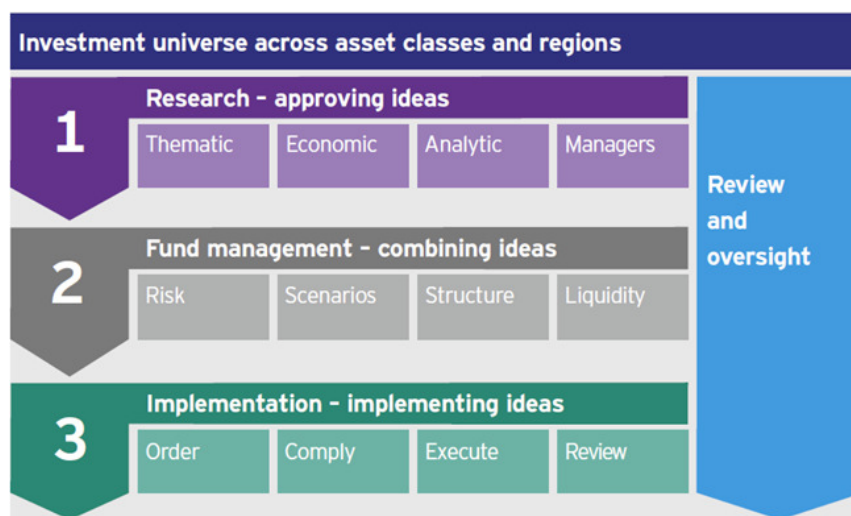 Investment universe across asset classes and regions
1
Research – approving ideas
Thematic
Economic
Analytic
Managers
2
Fund management – combining ideas
Risk
Scenarios
Structure
Liquidity
3
Implementation – implementing ideas
Order
Comply
Execute
Review
Review
and
oversight